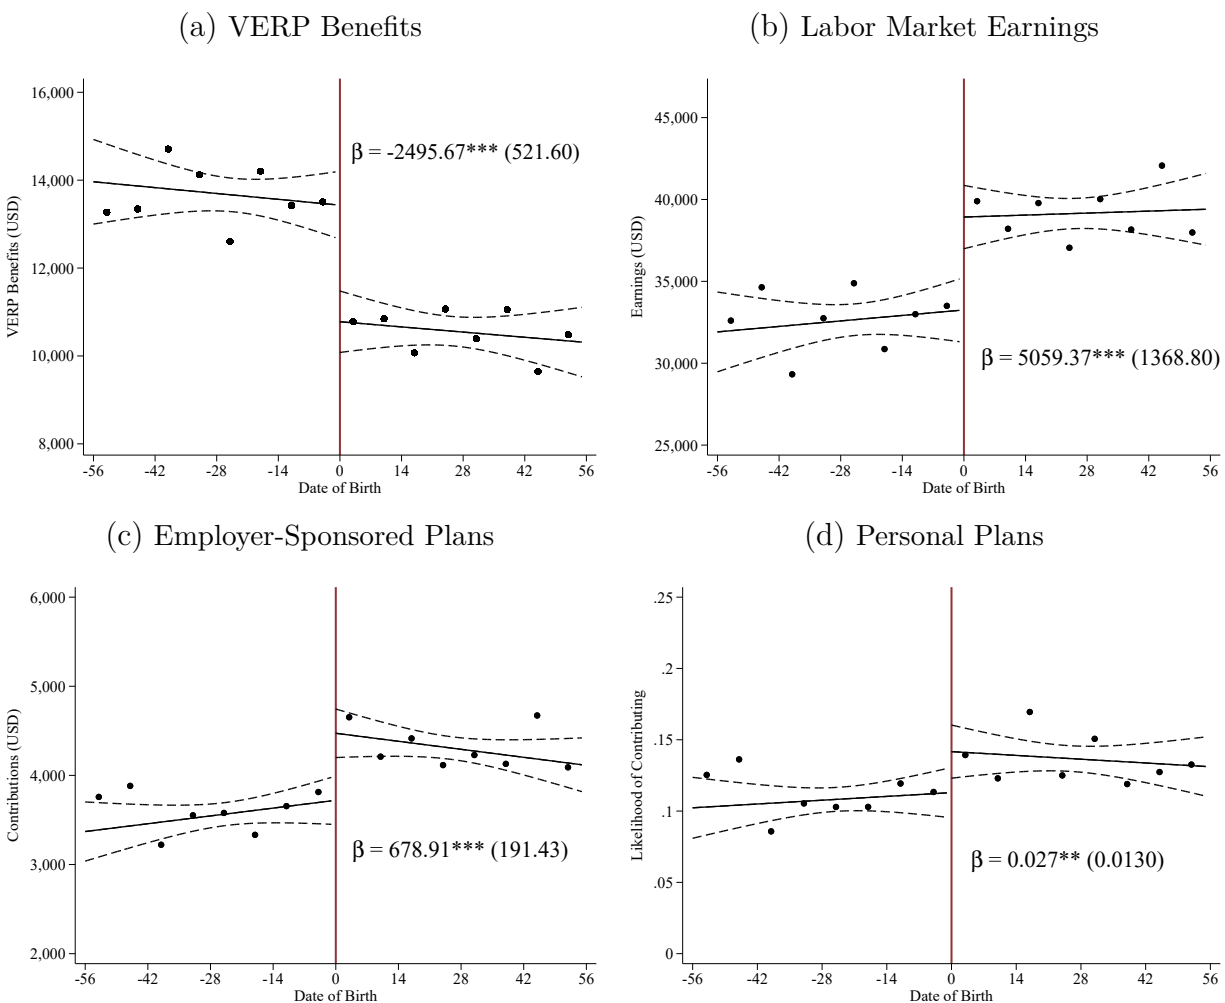 (a) VERP Benefits
VERP Benefits (USD)
16,000
14,000
12,000
10,000
8,000
β = -2495.67*** (521.60)
-56 -42 -28 -14 0 14 28 42 56
Date of Birth
(b) Labor Market Earnings
Earnings (USD)
45,000
40,000
35,000
30,000
25,000
β = 5059.37*** (1368.80)
-56 -42 -28 -14 0 14 28 42 56
Date of Birth
(c) Employer-Sponsored Plans
Contributions (USD)
6,000
5,000
4,000
3,000
2,000
β = 678.91*** (191.43)
-56 -42 -28 -14 0 14 28 42 56
Date of Birth
(d) Personal Plans
Likelihood of Contributing
.25
.2
.15
.1
.05
0
β = 0.027** (0.0130)
-56 -42 -28 -14 0 14 28 42 56
Date of Birth